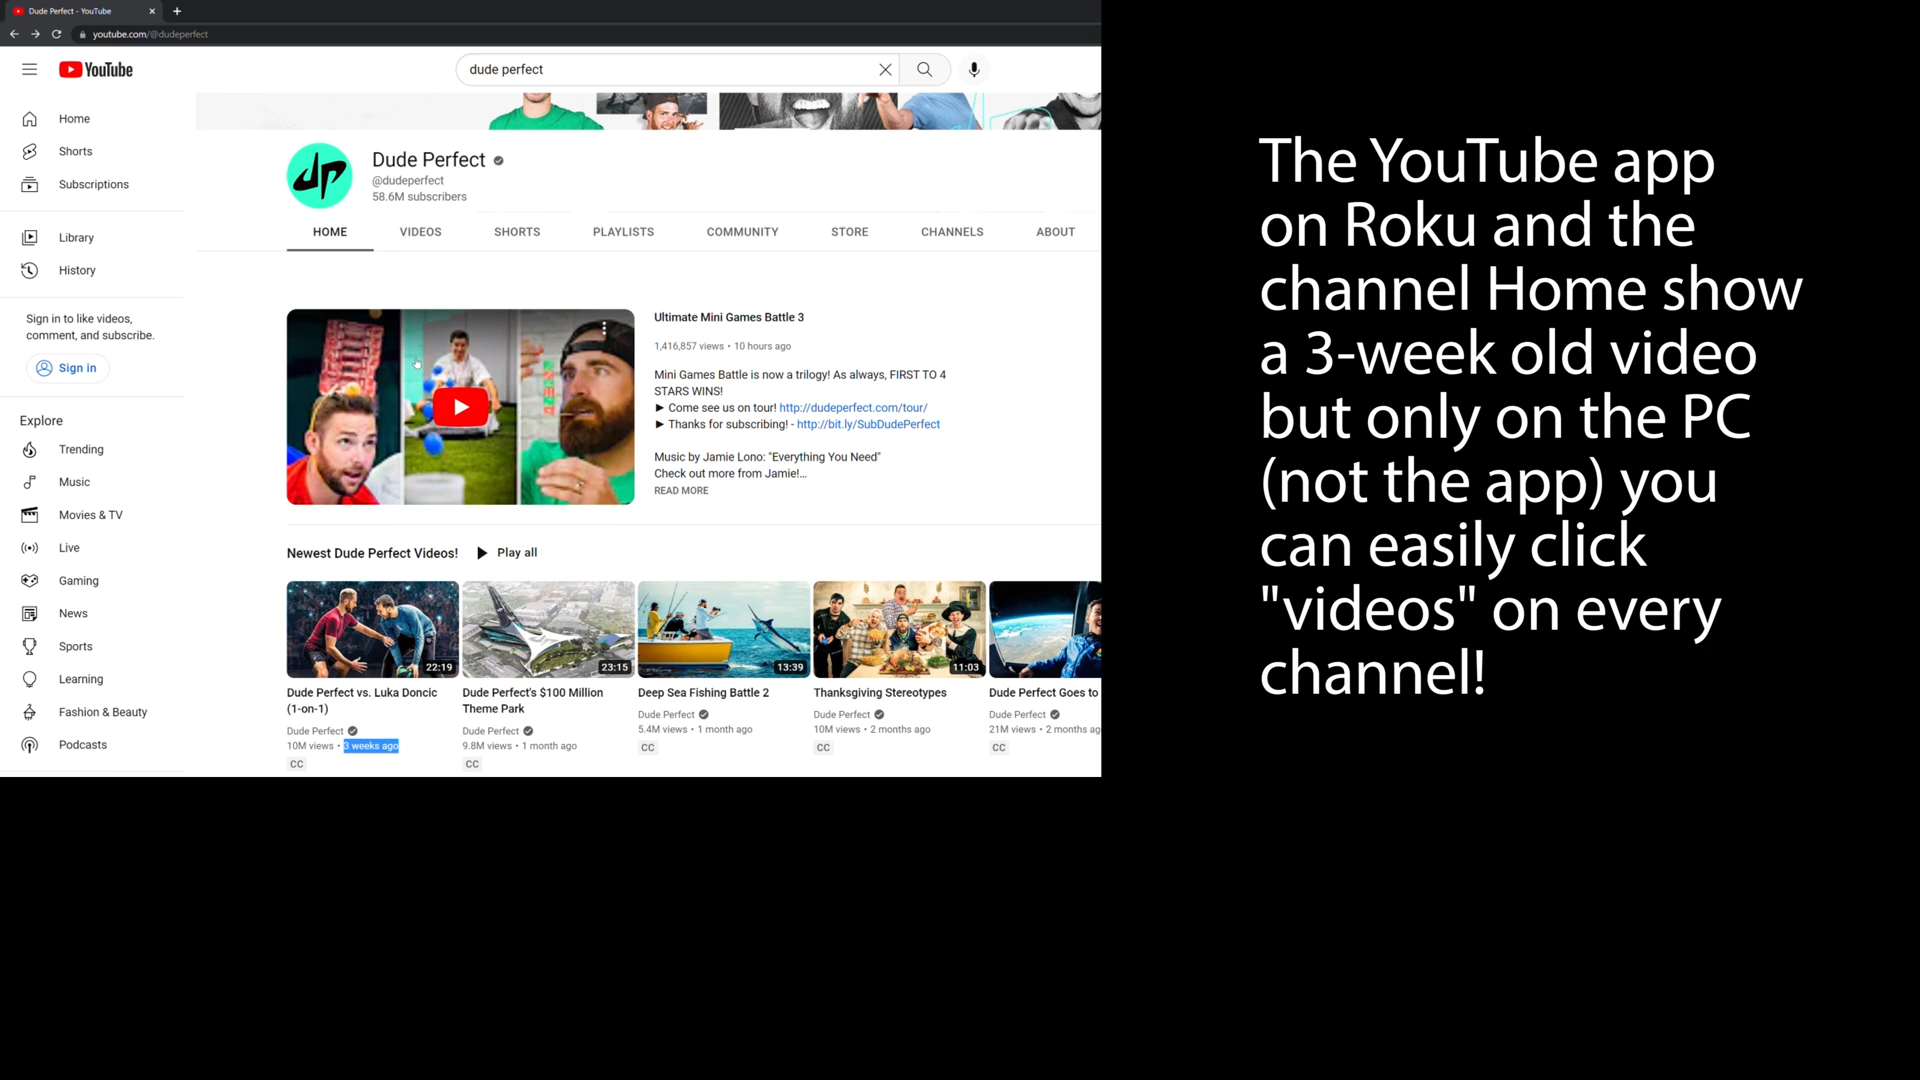 Dude Perfect - YouTube
youtube.com/@dudeperfect
YouTube
dude perfect
Home
Shorts
Subscriptions
Library
History
Sign in to like videos,
comment, and subscribe.
Sign in
Explore
Trending
Music
Movies & TV
Live
Gaming
News
Sports
Learning
Fashion & Beauty
Podcasts
dp
Dude Perfect
@dudeperfect
58.6M subscribers
HOME VIDEOS SHORTS PLAYLISTS COMMUNITY STORE CHANNELS ABOUT
Ultimate Mini Games Battle 3
1,416,857 views • 10 hours ago
Mini Games Battle is now a trilogy! As always, FIRST TO 4
STARS WINS!
► Come see us on tour! http://dudeperfect.com/tour/
► Thanks for subscribing! - http://bit.ly/SubDudePerfect
Music by Jamie Lono: "Everything You Need"
Check out more from Jamie!...
READ MORE
Newest Dude Perfect Videos! Play all
22:19
Dude Perfect vs. Luka Doncic
(1-on-1)
Dude Perfect
10M views • 3 weeks ago
CC
23:15
Dude Perfect's $100 Million
Theme Park
Dude Perfect
9.8M views • 1 month ago
CC
13:39
Deep Sea Fishing Battle 2
Dude Perfect
5.4M views • 1 month ago
CC
11:03
Thanksgiving Stereotypes
Dude Perfect
10M views • 2 months ago
CC
Dude Perfect Goes to
Dude Perfect
21M views • 2 months ag
CC
The YouTube app
on Roku and the
channel Home show
a 3-week old video
but only on the PC
(not the app) you
can easily click
"videos" on every
channel!